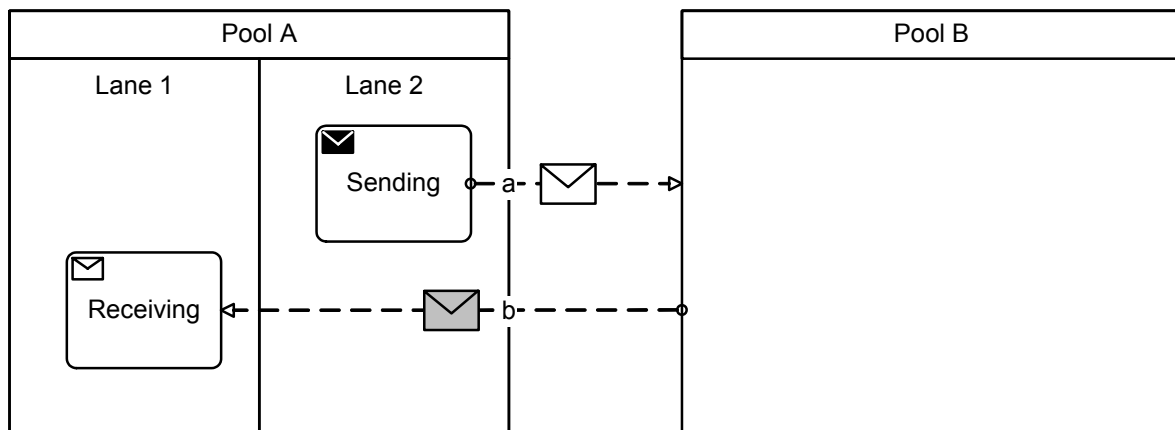 Pool A
Pool B
Lane 1
Lane 2
Sending
a
Receiving
b